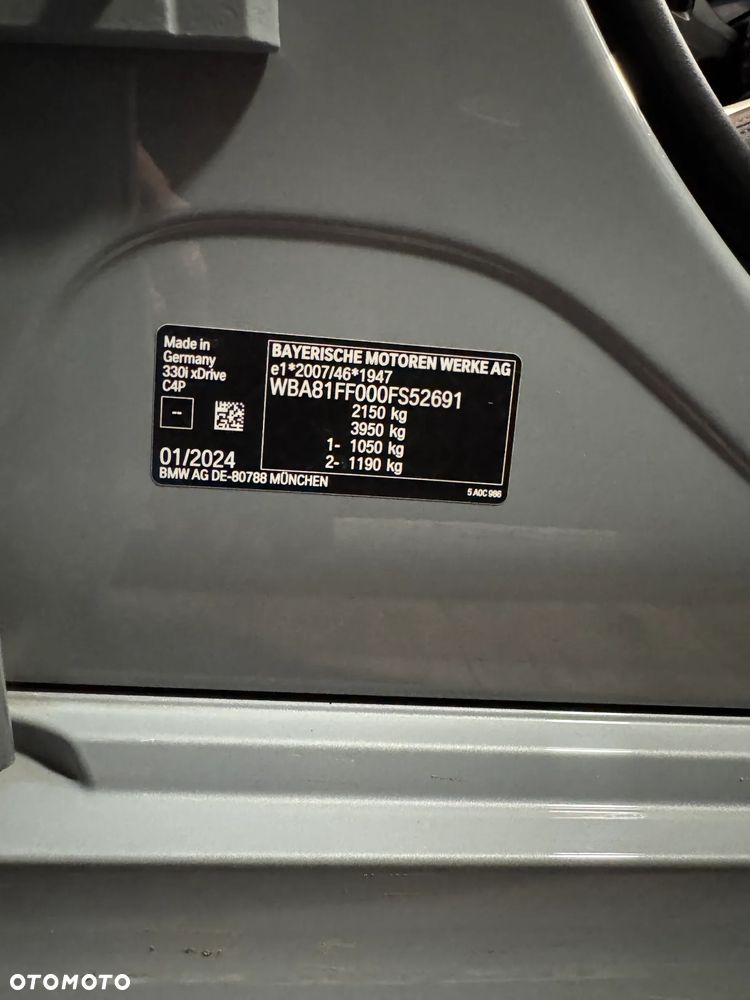 Made in
Germany
330i xDrive
C4P
--
01/2024
BAYERISCHE MOTOREN WERKE AG
e1*2007/46*1947
WBA81FF000FS52691
2150 kg
3950 kg
1- 1050 kg
2- 1190 kg
BMW AG DE-80788 MÜNCHEN
5 A0C 986
OTOMOTO